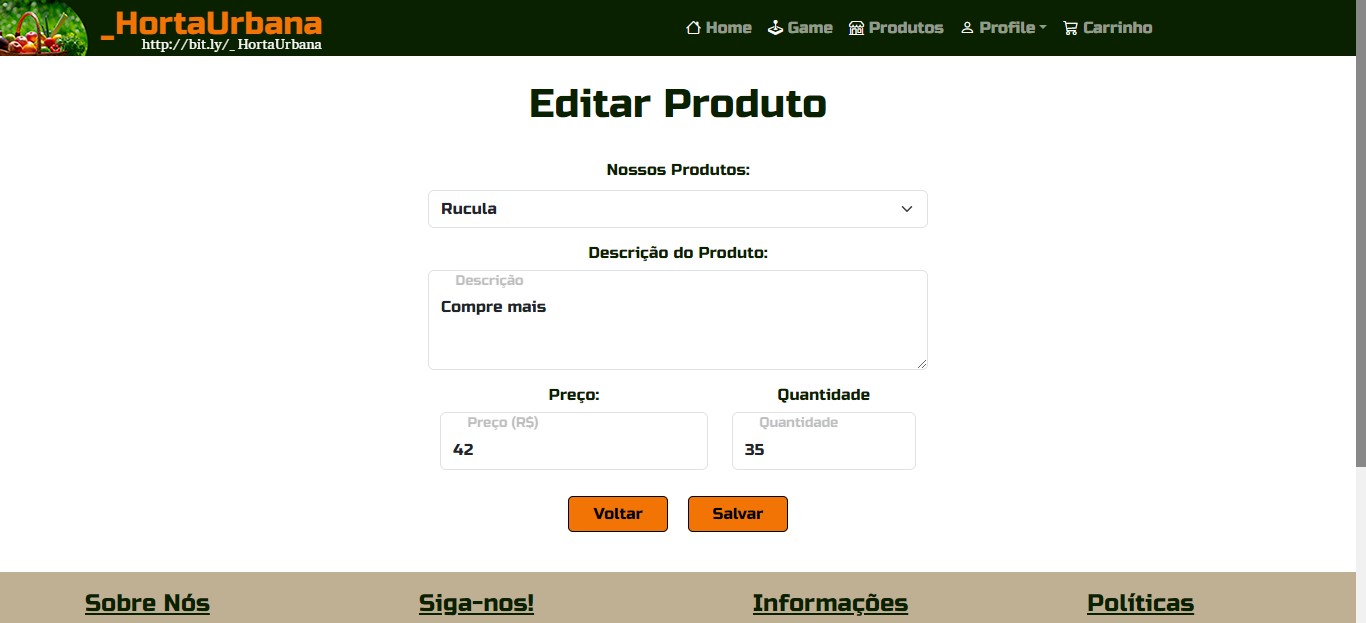 _HortaUrbana
http://bit.ly/_HortaUrbana
Home Game Produtos Profile Carrinho
Editar Produto
Nossos Produtos:
Rucula
Descrição do Produto:
Descrição
Compre mais
Preço: Quantidade
Preço (R$) Quantidade
42 35
Voltar Salvar
Sobre Nós Siga-nos! Informações Políticas